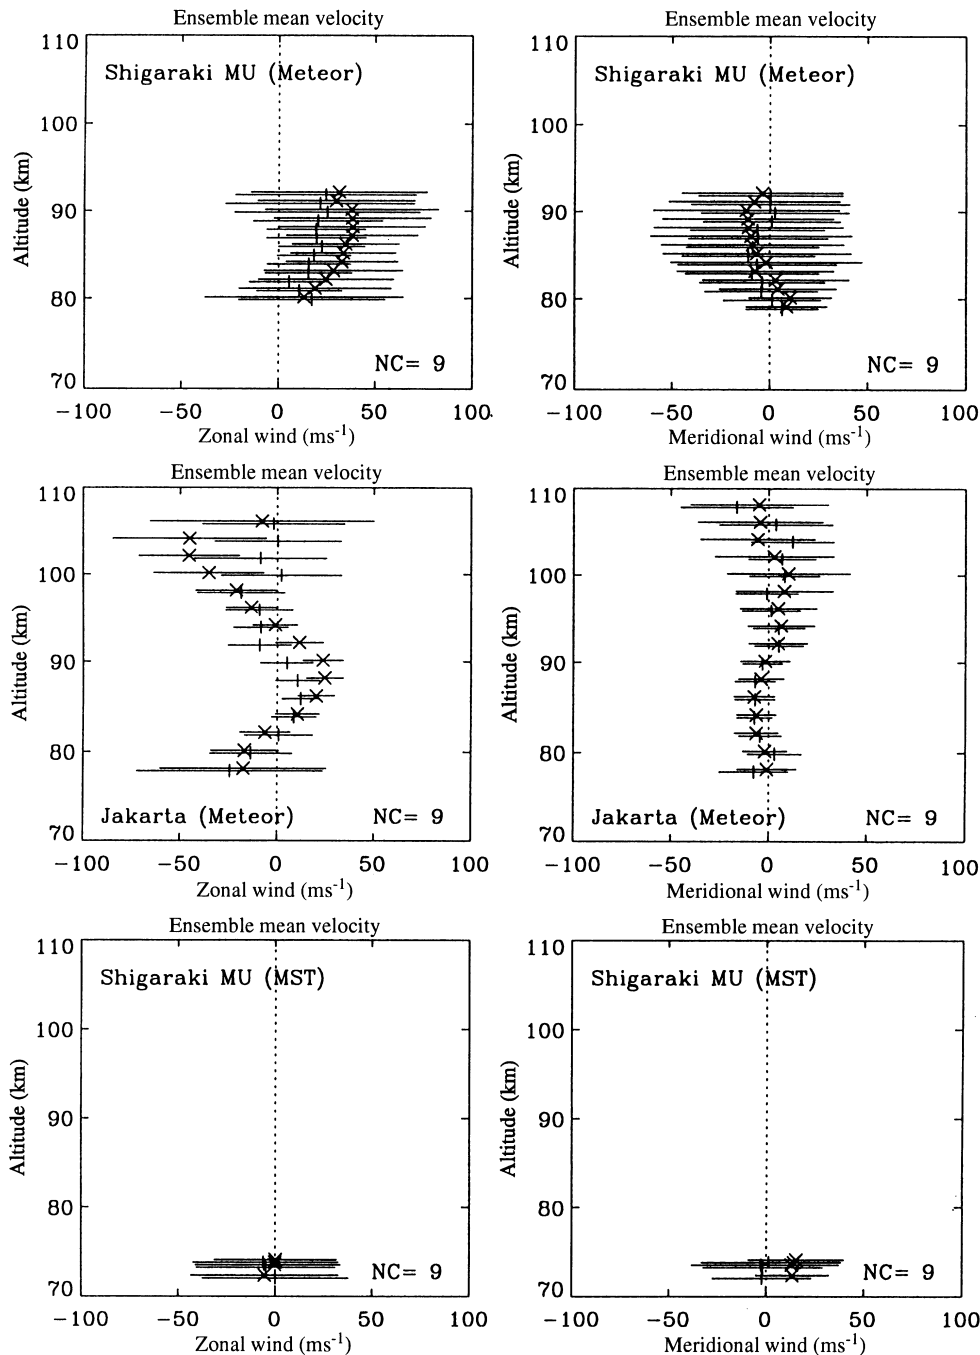 Ensemble mean velocity
110
Shigaraki MU (Meteor)
100
Altitude (km)
90
80
NC= 9
70
-100 -50 0 50 100
Zonal wind (ms-1)
Ensemble mean velocity
110
Shigaraki MU (Meteor)
100
Altitude (km)
90
80
NC= 9
70
-100 -50 0 50 100
Meridional wind (ms-1)
Ensemble mean velocity
110
100
Altitude (km)
90
80
Jakarta (Meteor) NC= 9
70
-100 -50 0 50 100
Zonal wind (ms-1)
Ensemble mean velocity
110
100
Altitude (km)
90
80
Jakarta (Meteor) NC= 9
70
-100 -50 0 50 100
Meridional wind (ms-1)
Ensemble mean velocity
110
Shigaraki MU (MST)
100
Altitude (km)
90
80
NC= 9
70
-100 -50 0 50 100
Zonal wind (ms-1)
Ensemble mean velocity
110
Shigaraki MU (MST)
100
Altitude (km)
90
80
NC= 9
70
-100 -50 0 50 100
Meridional wind (ms-1)